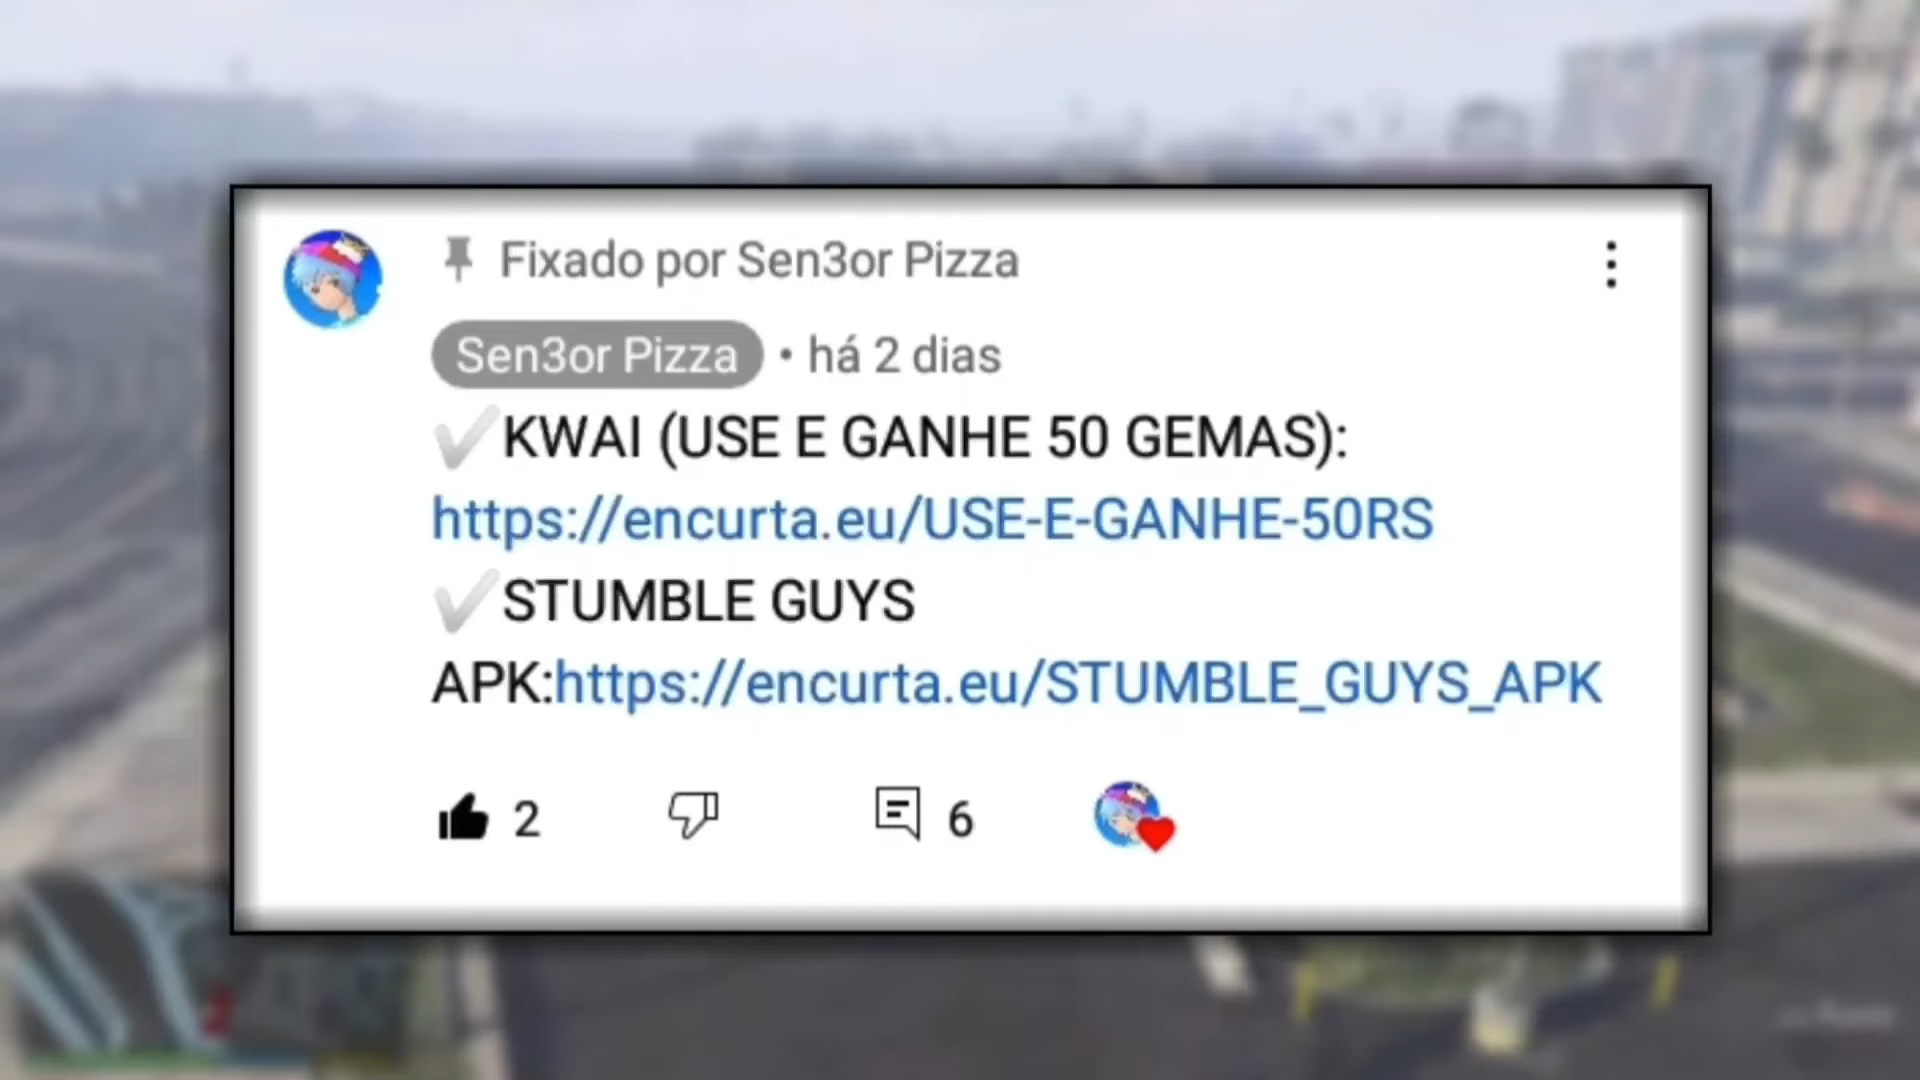 Fixado por Sen3or Pizza
Sen3or Pizza • há 2 dias
✔KWAI (USE E GANHE 50 GEMAS):
https://encurta.eu/USE-E-GANHE-50RS
✔STUMBLE GUYS
APK:https://encurta.eu/STUMBLE_GUYS_APK
2 6